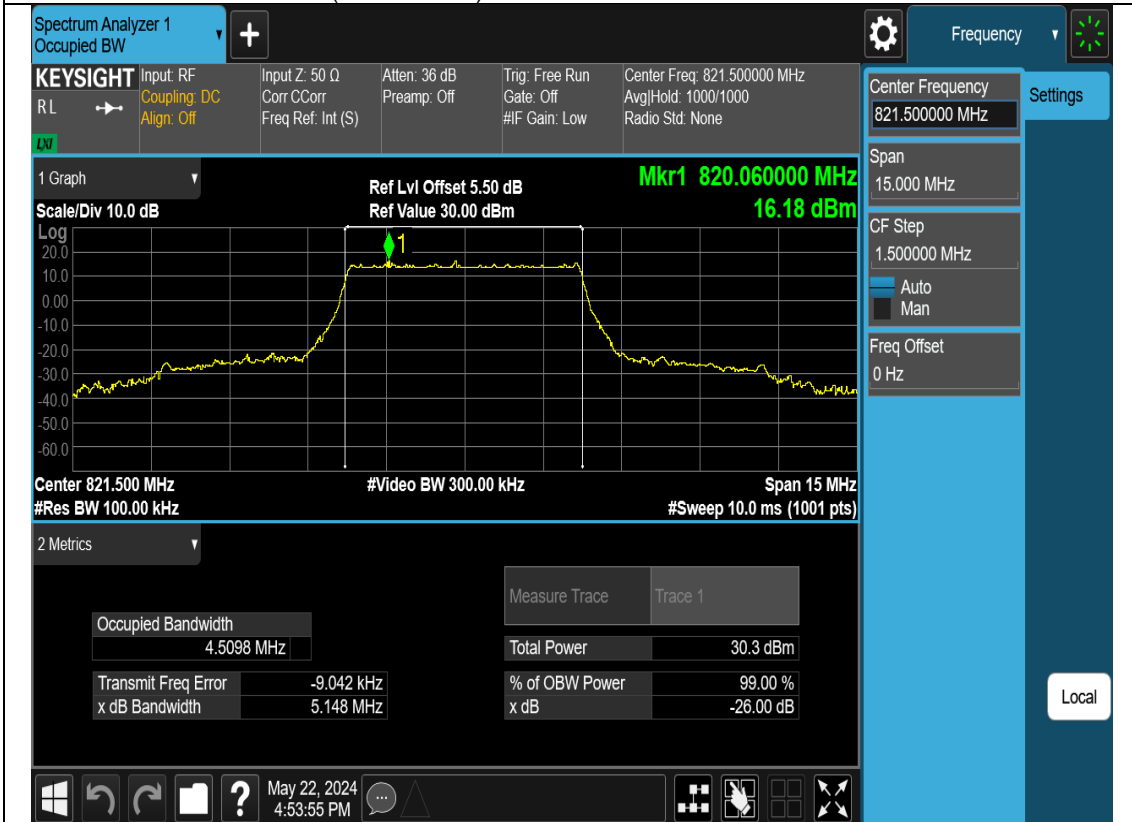 Spectrum Analyzer 1
Occupied BW
Frequency
KEYSIGHT
R L
LXI
Input: RF
Coupling: DC
Align: Off
Input Z: 50 Ω
Corr CCorr
Freq Ref: Int (S)
Atten: 36 dB
Preamp: Off
Trig: Free Run
Gate: Off
#IF Gain: Low
Center Freq: 821.500000 MHz
Avg|Hold: 1000/1000
Radio Std: None
1 Graph
Scale/Div 10.0 dB
Ref Lvl Offset 5.50 dB
Ref Value 30.00 dBm
Mkr1 820.060000 MHz
16.18 dBm
Log
1
20.0
10.0
0.00
-10.0
-20.0
-30.0
-40.0
-50.0
-60.0
Center 821.500 MHz
#Video BW 300.00 kHz
Span 15 MHz
#Res BW 100.00 kHz
#Sweep 10.0 ms (1001 pts)
2 Metrics
Measure Trace Trace 1
Occupied Bandwidth
4.5098 MHz
Total Power 30.3 dBm
Transmit Freq Error -9.042 kHz
% of OBW Power 99.00 %
x dB Bandwidth 5.148 MHz
x dB -26.00 dB
Center Frequency
821.500000 MHz
Settings
Span
15.000 MHz
CF Step
1.500000 MHz
Auto
Man
Freq Offset
0 Hz
Local
?
May 22, 2024
4:53:55 PM